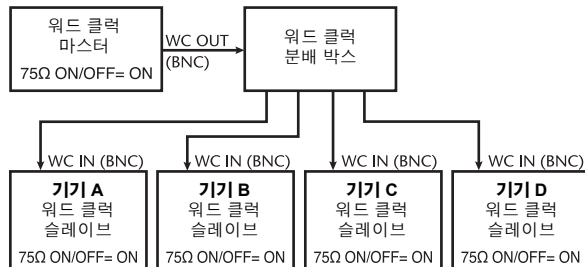 워드 클럭
마스터
75Ω ON/OFF= ON
WC OUT
(BNC)
워드 클럭
분배 박스
WC IN (BNC)
WC IN (BNC)
WC IN (BNC)
WC IN (BNC)
기기 A
워드 클럭
슬레이브
75Ω ON/OFF= ON
기기 B
워드 클럭
슬레이브
75Ω ON/OFF= ON
기기 C
워드 클럭
슬레이브
75Ω ON/OFF= ON
기기 D
워드 클럭
슬레이브
75Ω ON/OFF= ON